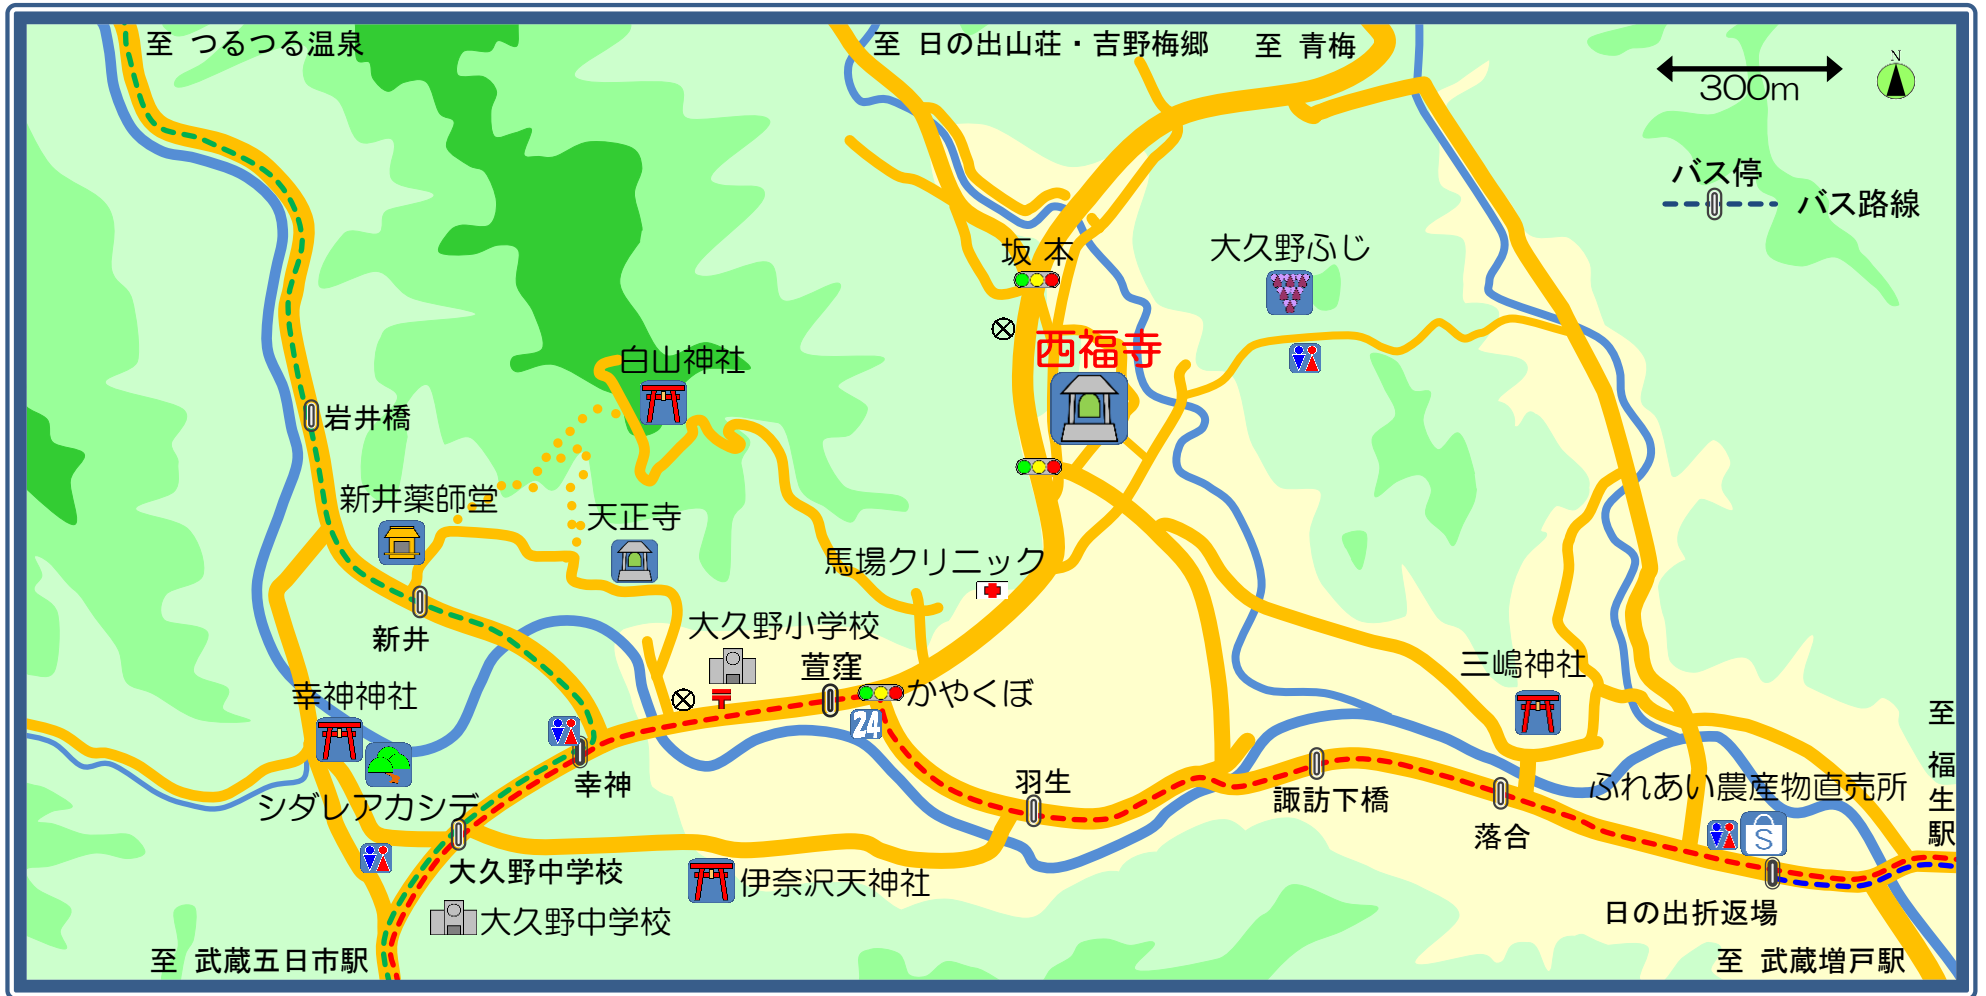 至 つるつる温泉
至 日の出山荘・吉野梅郷
至 青梅
N
300m
バス停
バス路線
坂本
大久野ふじ
西福寺
白山神社
岩井橋
新井薬師堂
天正寺
馬場クリニック
新井
大久野小学校
萱窪
かやくぼ
24
三嶋神社
幸神神社
至 福生駅
幸神
羽生
諏訪下橋
ふれあい農産物直売所
S
シダレアカシデ
落合
大久野中学校
伊奈沢天神社
大久野中学校
日の出折返場
至 武蔵五日市駅
至 武蔵増戸駅